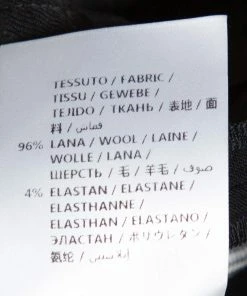 TESSUTO / FABRIC /
TISSU / GEWEBE /
TEJIDO / ТКАНЬ / 表地 / 面
料 / قماش /
96% LANA / WOOL / LAINE /
WOLLE / LANA /
ШЕРСТЬ / 毛 / 羊毛 / صوف /
4% ELASTAN / ELASTANE /
ELASTHANNE /
ELASTHAN / ELASTANO /
ЭЛАСТАН / ポリウレタン /
氨纶 /